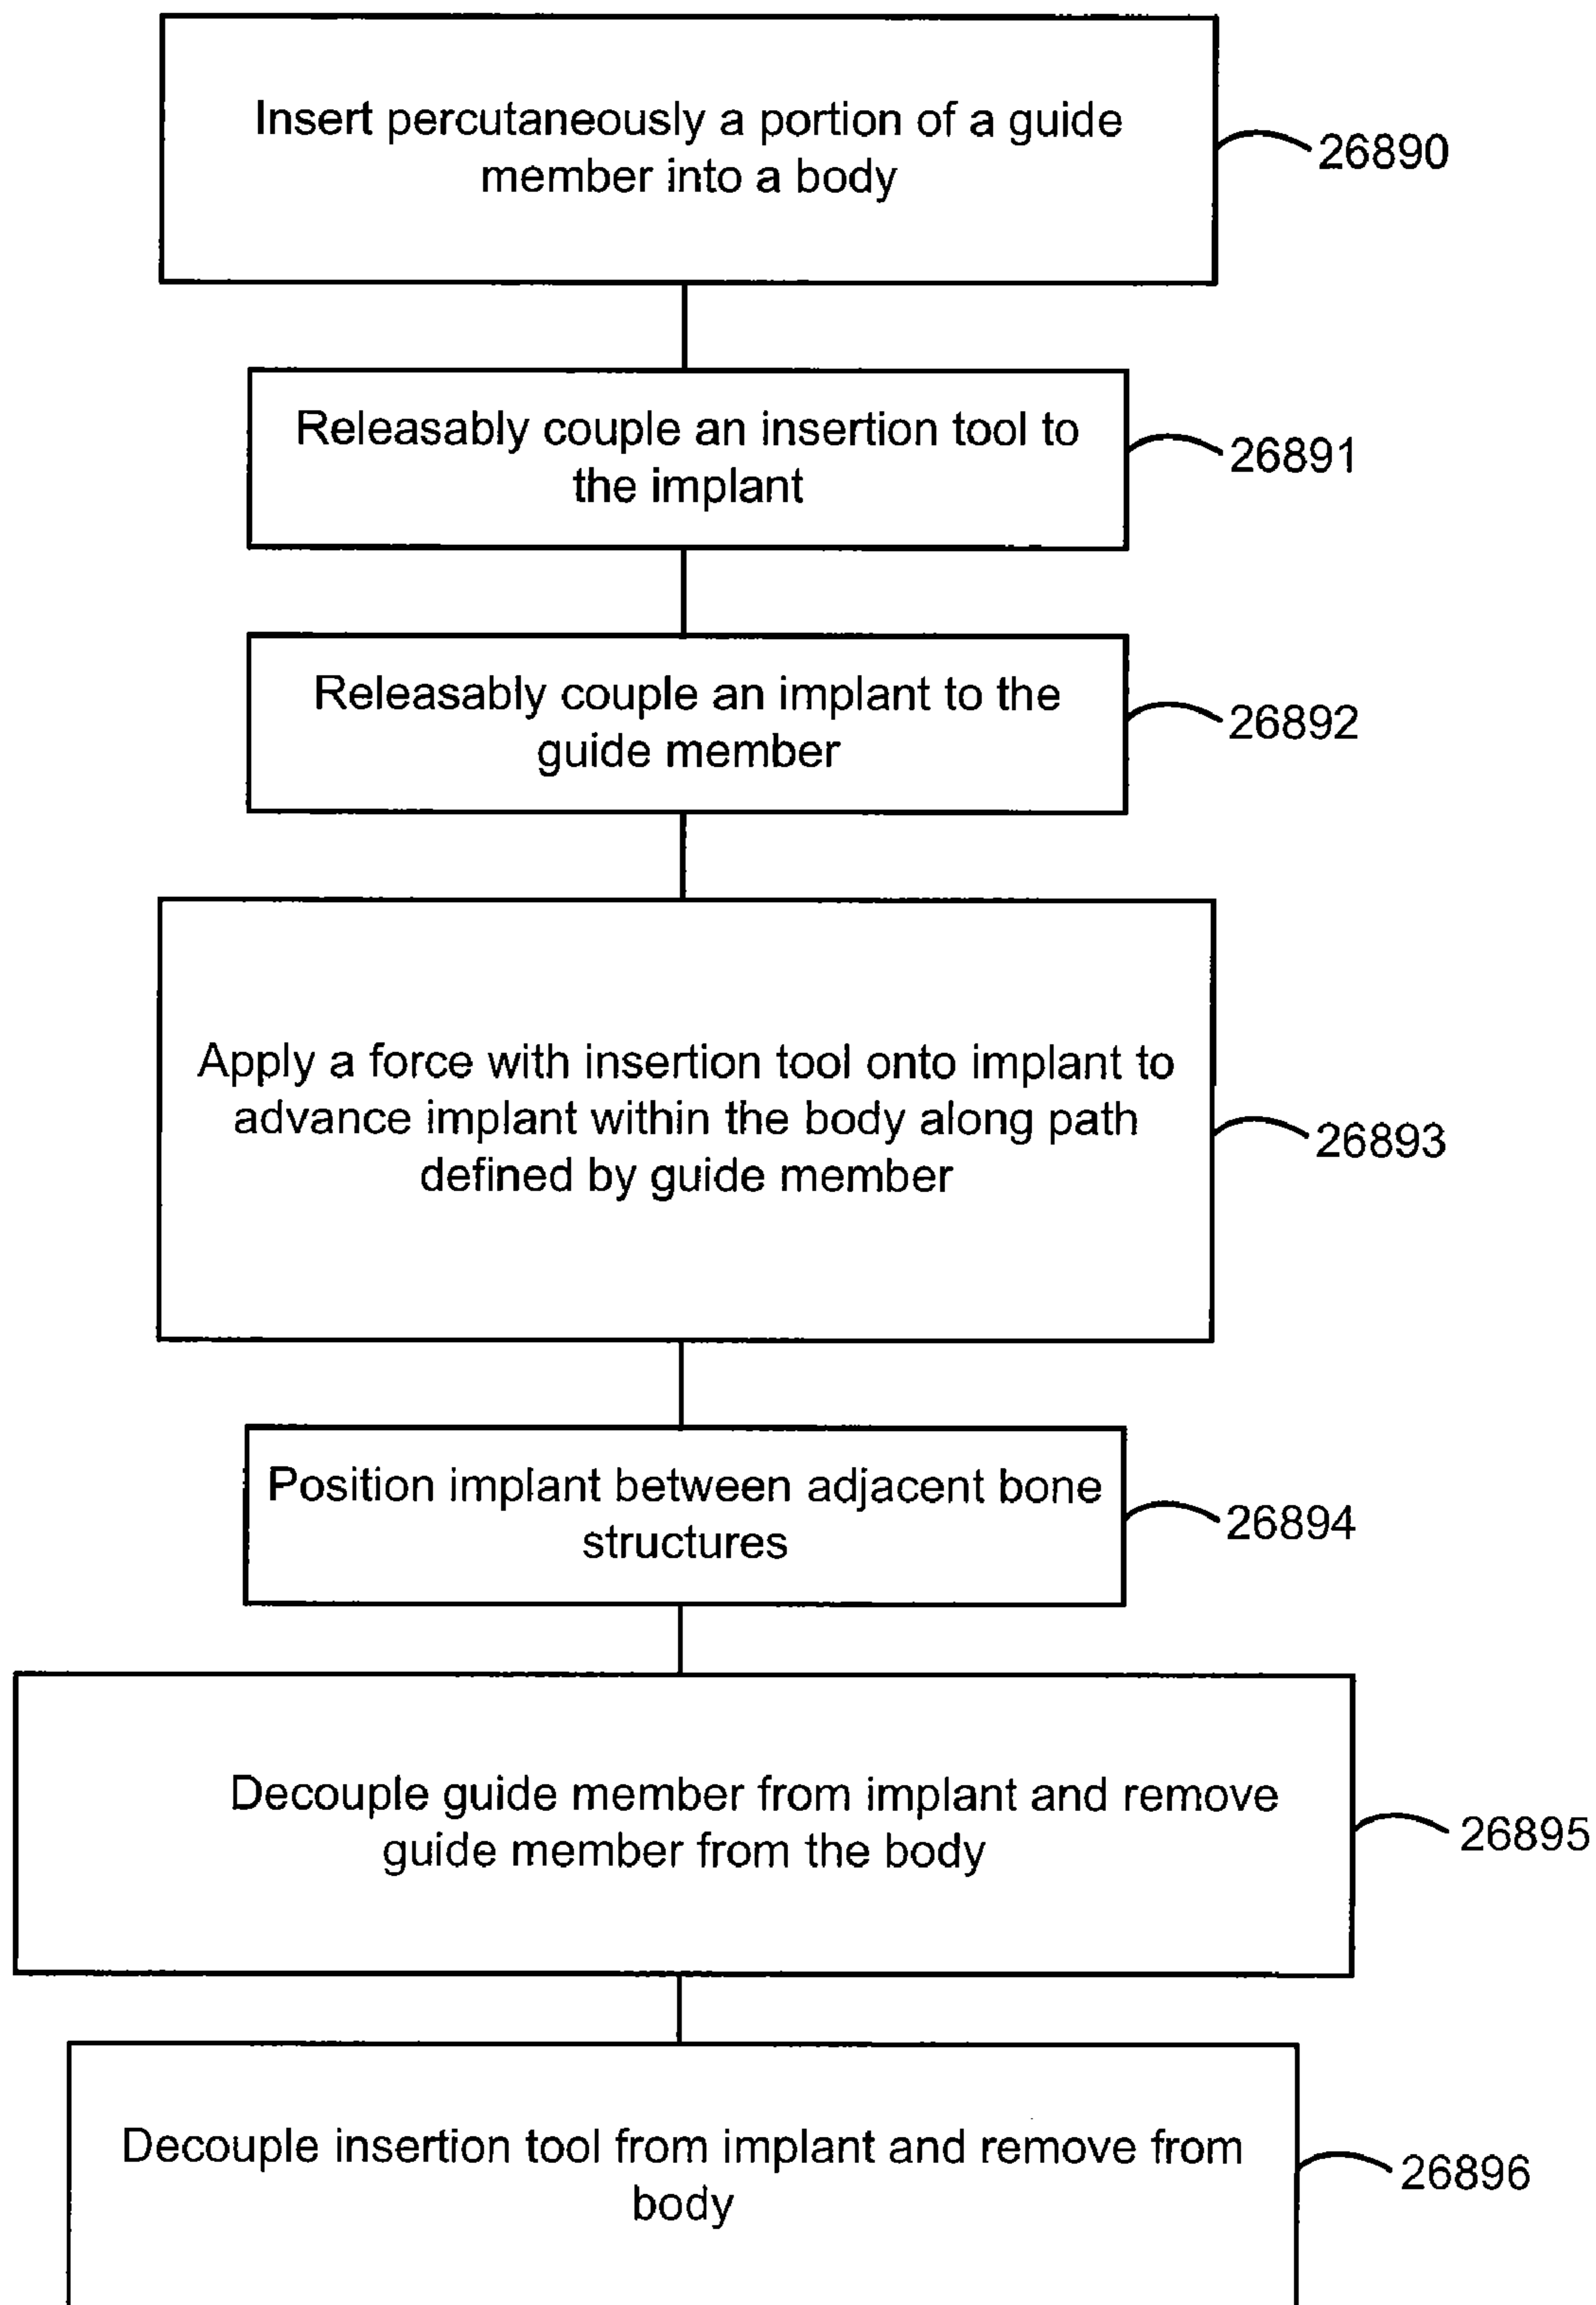 Insert percutaneously a portion of a guide
member into a body
26890
Releasably couple an insertion tool to
the implant
26891
Releasably couple an implant to the
guide member
26892
Apply a force with insertion tool onto implant to
advance implant within the body along path
defined by guide member
26893
Position implant between adjacent bone
structures
26894
Decouple guide member from implant and remove
guide member from the body
26895
Decouple insertion tool from implant and remove from
body
26896